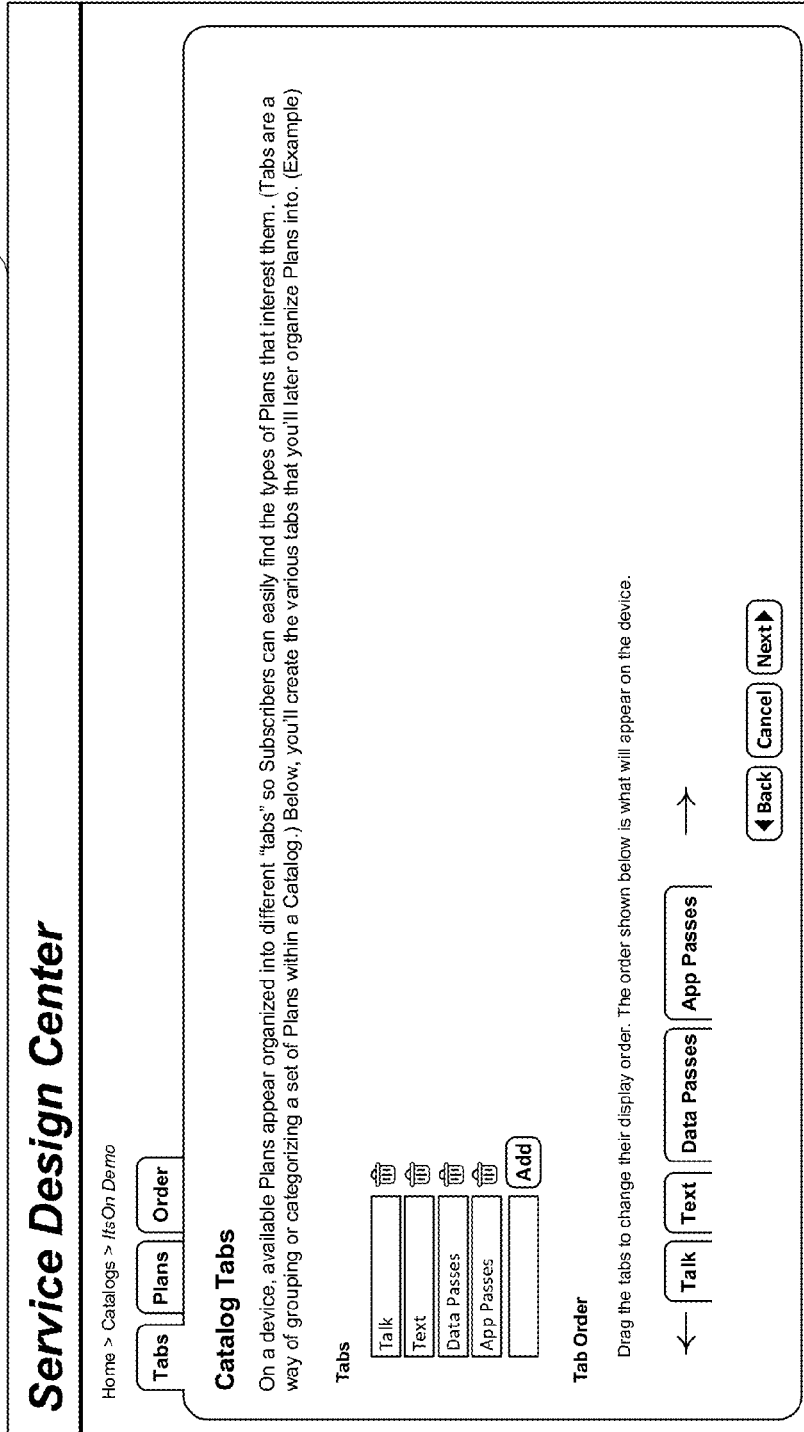 Service Design Center
Home > Catalogs > ItsOn Demo
Tabs Plans Order
Catalog Tabs
On a device, available Plans appear organized into different "tabs" so Subscribers can easily find the types of Plans that interest them. (Tabs are a
way of grouping or categorizing a set of Plans within a Catalog.) Below, you'll create the various tabs that you'll later organize Plans into. (Example)
Tabs
Talk
Text
Data Passes
App Passes
Add
Tab Order
Drag the tabs to change their display order. The order shown below is what will appear on the device.
Talk Text Data Passes App Passes
Back Cancel Next